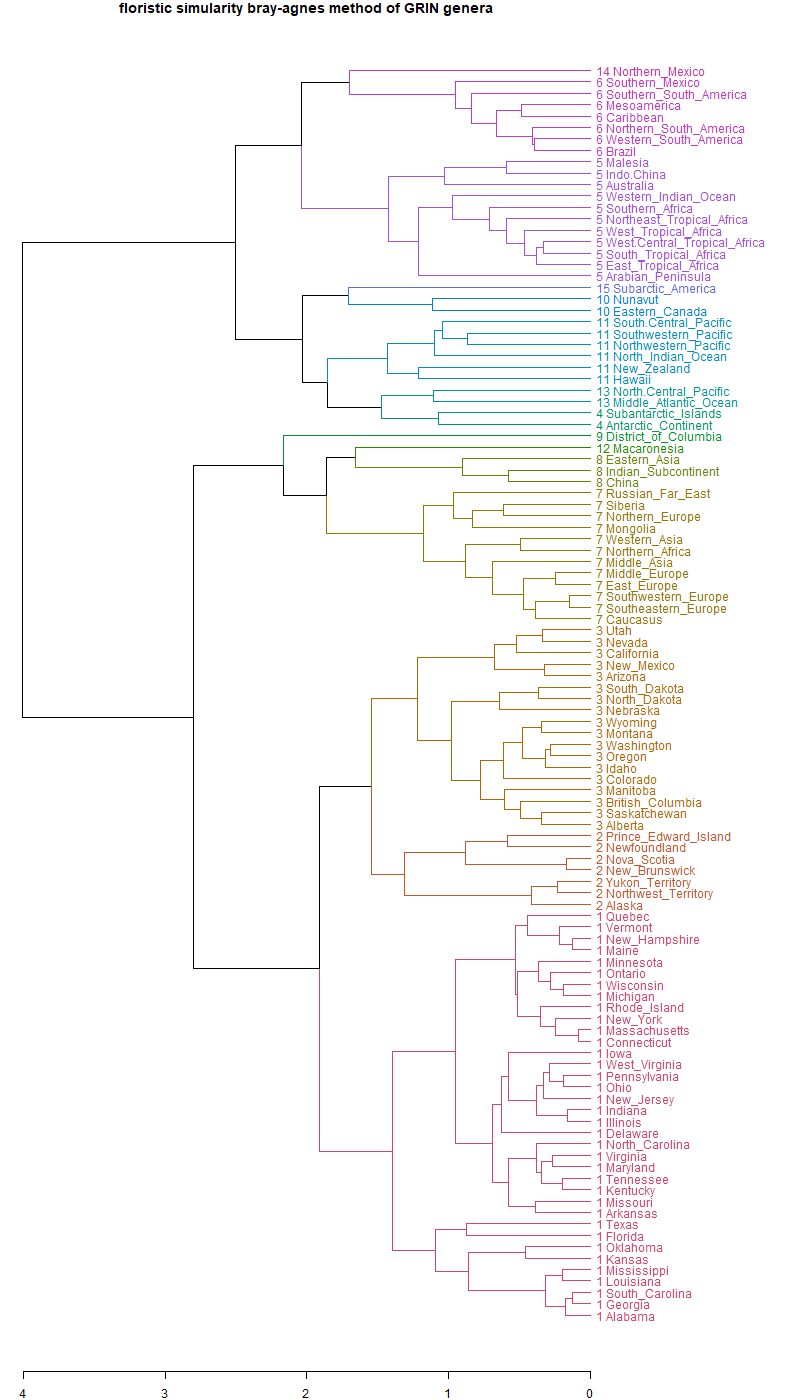 floristic simularity bray-agnes method of GRIN genera
14 Northern_Mexico
6 Southern_Mexico
6 Southern_South_America
6 Mesoamerica
6 Caribbean
6 Northern_South_America
6 Western_South_America
6 Brazil
5 Malesia
5 Indo.China
5 Australia
5 Western_Indian_Ocean
5 Southern_Africa
5 Northeast_Tropical_Africa
5 West_Tropical_Africa
5 West.Central_Tropical_Africa
5 South_Tropical_Africa
5 East_Tropical_Africa
5 Arabian_Peninsula
15 Subarctic_America
10 Nunavut
10 Eastern_Canada
11 South.Central_Pacific
11 Southwestern_Pacific
11 Northwestern_Pacific
11 North_Indian_Ocean
11 New_Zealand
11 Hawaii
13 North.Central_Pacific
13 Middle_Atlantic_Ocean
4 Subantarctic_Islands
4 Antarctic_Continent
9 District_of_Columbia
12 Macaronesia
8 Eastern_Asia
8 Indian_Subcontinent
8 China
7 Russian_Far_East
7 Siberia
7 Northern_Europe
7 Mongolia
7 Western_Asia
7 Northern_Africa
7 Middle_Asia
7 Middle_Europe
7 East_Europe
7 Southwestern_Europe
7 Southeastern_Europe
7 Caucasus
3 Utah
3 Nevada
3 California
3 New_Mexico
3 Arizona
3 South_Dakota
3 North_Dakota
3 Nebraska
3 Wyoming
3 Montana
3 Washington
3 Oregon
3 Idaho
3 Colorado
3 Manitoba
3 British_Columbia
3 Saskatchewan
3 Alberta
2 Prince_Edward_Island
2 Newfoundland
2 Nova_Scotia
2 New_Brunswick
2 Yukon_Territory
2 Northwest_Territory
2 Alaska
1 Quebec
1 Vermont
1 New_Hampshire
1 Maine
1 Minnesota
1 Ontario
1 Wisconsin
1 Michigan
1 Rhode_Island
1 New_York
1 Massachusetts
1 Connecticut
1 Iowa
1 West_Virginia
1 Pennsylvania
1 Ohio
1 New_Jersey
1 Indiana
1 Illinois
1 Delaware
1 North_Carolina
1 Virginia
1 Maryland
1 Tennessee
1 Kentucky
1 Missouri
1 Arkansas
1 Texas
1 Florida
1 Oklahoma
1 Kansas
1 Mississippi
1 Louisiana
1 South_Carolina
1 Georgia
1 Alabama
4 3 2 1 0